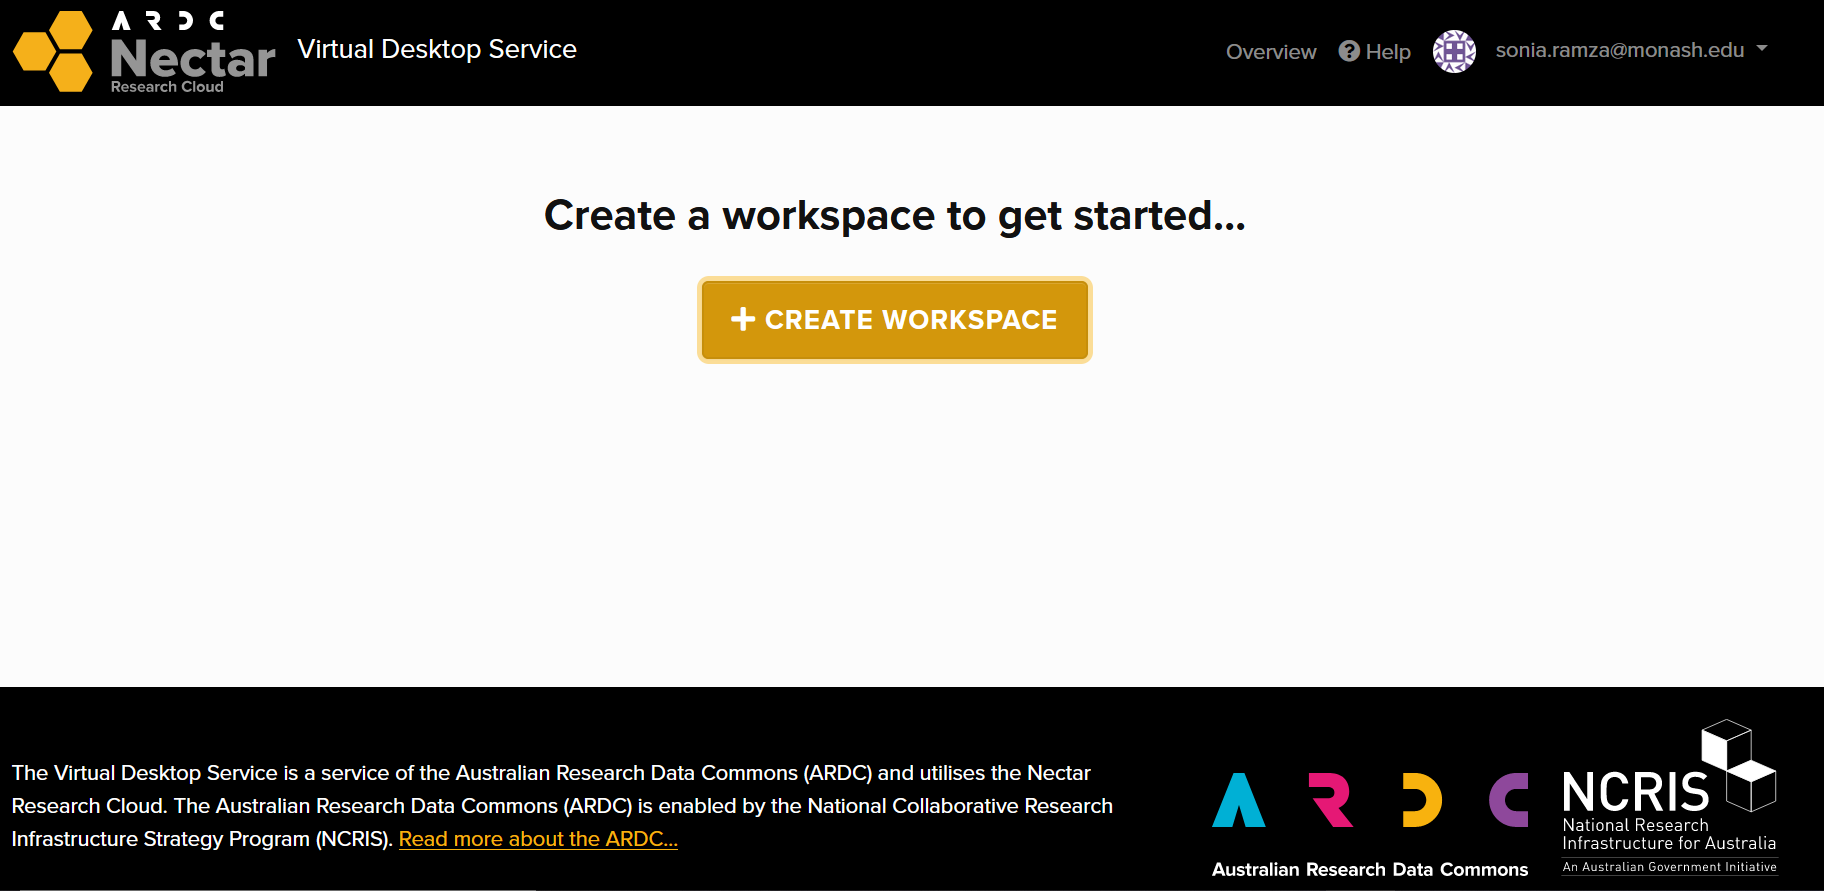 ARDC
Nectar
Research Cloud
Virtual Desktop Service
Overview
Help
sonia.ramza@monash.edu
Create a workspace to get started...
CREATE WORKSPACE
The Virtual Desktop Service is a service of the Australian Research Data Commons (ARDC) and utilises the Nectar
Research Cloud. The Australian Research Data Commons (ARDC) is enabled by the National Collaborative Research
Infrastructure Strategy Program (NCRIS). Read more about the ARDC...
ARDC
Australian Research Data Commons
NCRIS
National Research
Infrastructure for Australia
An Australian Government Initiative